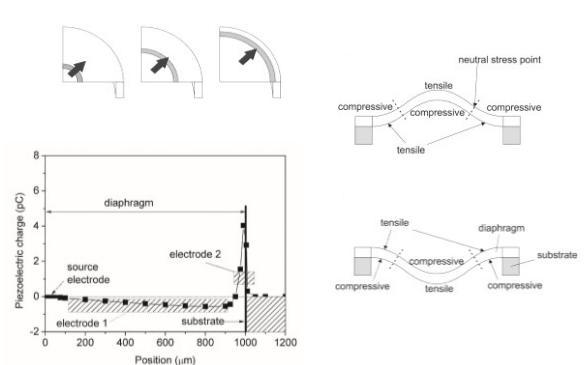 neutral stress point
tensile
compressive
compressive
compressive
tensile
8
6
4
2
0
-2
Piezoelectric charge (pC)
diaphragm
electrode 2
source
electrode
electrode 1
substrate
0 200 400 600 800 1000 1200
Position (μm)
tensile
diaphragm
compressive
substrate
compressive
tensile
compressive